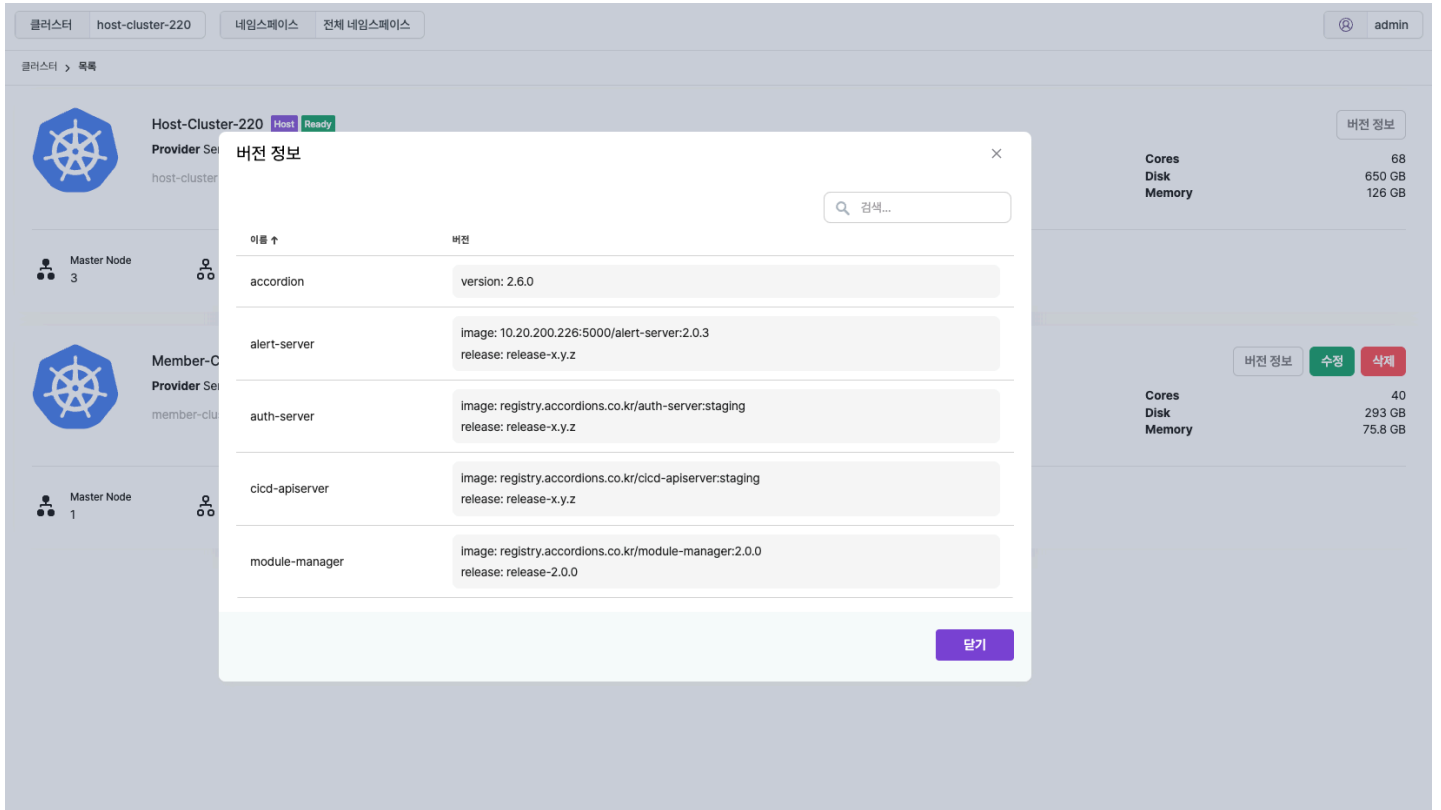 클러스터 host-cluster-220 네임스페이스 전체 네임스페이스 admin
클러스터 > 목록
Host-Cluster-220 Host Ready
버전 정보
Provider
host-cluster
Cores 68
Disk 650 GB
Memory 126 GB
Master Node
3
버전 정보
검색...
이름 ↑ 버전
accordion
version: 2.6.0
alert-server
image: 10.20.200.226:5000/alert-server:2.0.3
release: release-x.y.z
auth-server
image: registry.accordions.co.kr/auth-server:staging
release: release-x.y.z
cicd-apiserver
image: registry.accordions.co.kr/cicd-apiserver:staging
release: release-x.y.z
module-manager
image: registry.accordions.co.kr/module-manager:2.0.0
release: release-2.0.0
닫기
Member-C
버전 정보 수정 삭제
Provider
member-clu
Cores 40
Disk 293 GB
Memory 75.8 GB
Master Node
1